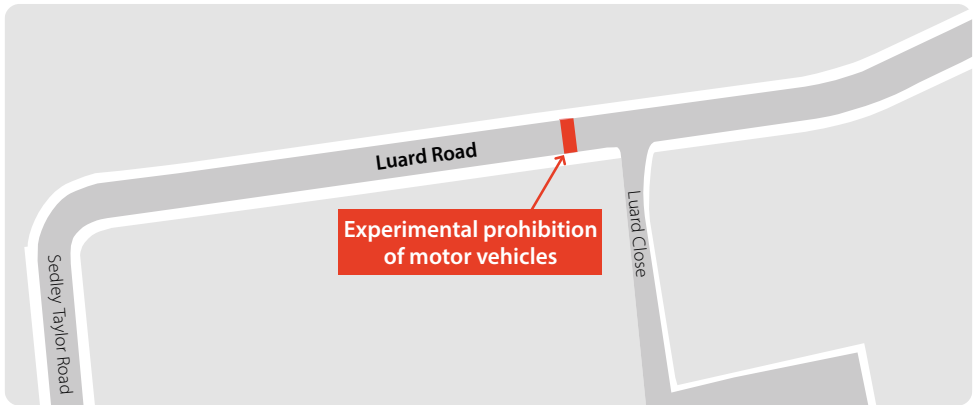 Luard Road
Experimental prohibition
of motor vehicles
Luard Close
Sedley Taylor Road